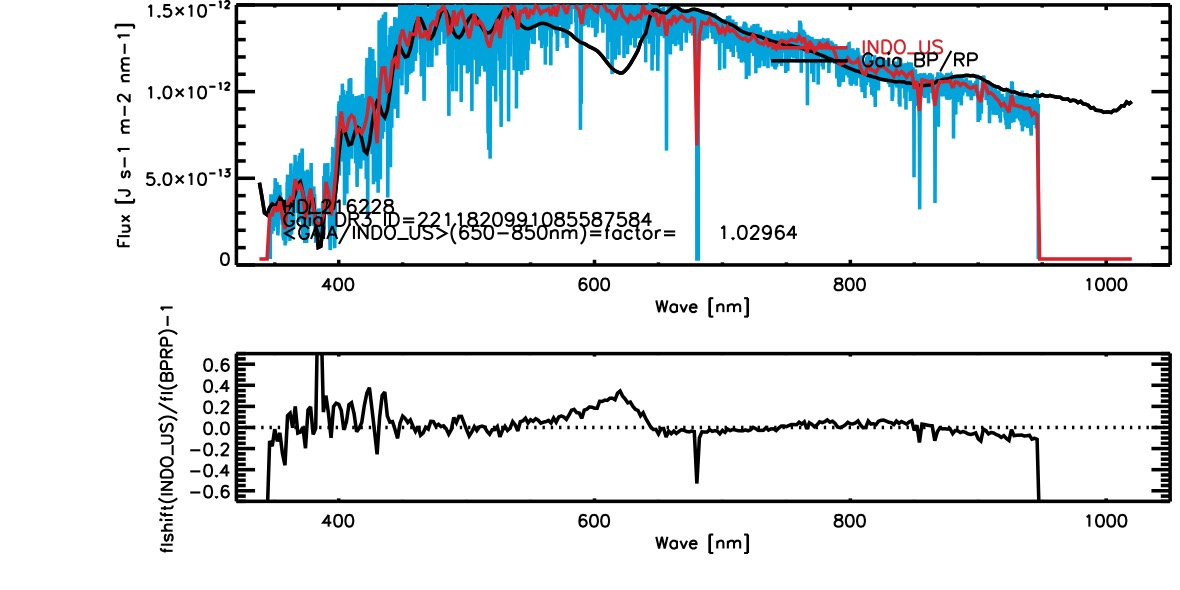 1.5×10−12
1.0×10−12
5.0×10−13
0
Flux [J s−1 m−2 nm−1]
INDO_US
Gaia BP/RP
HD_216228
Gaia DR3 ID=2211820991085587584
<GAIA/INDO_US>(650−850nm)=factor= 1.02964
400 600 800 1000
Wave [nm]
flshift(INDO_US)/fl(BPRP)−1
0.6
0.4
0.2
0.0
−0.2
−0.4
−0.6
400 600 800 1000
Wave [nm]